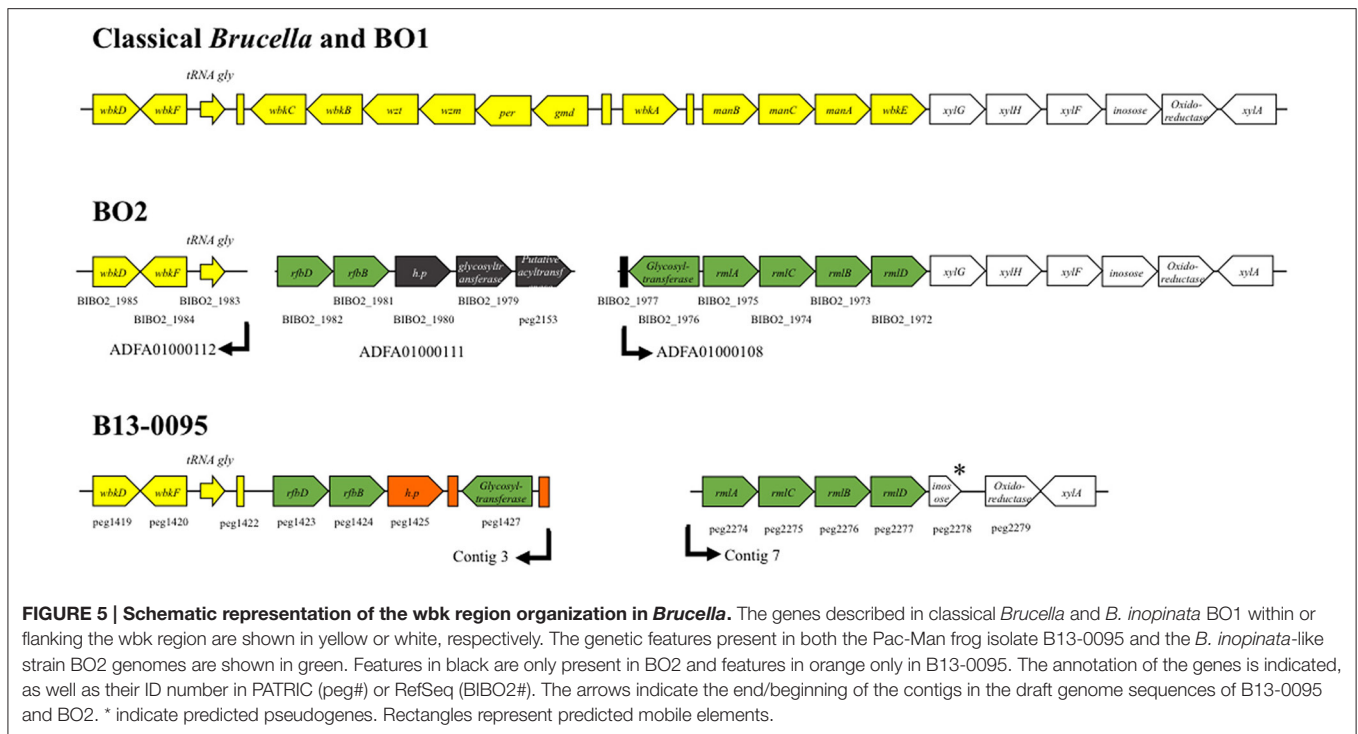 Classical Brucella and BO1
tRNA gly
wbkD wbkF wbkC wbkB wzt wzm per gmd wbkA manB manC manA wbkE xylG xylH xylF inosose Oxido-reductase xylA
BO2
tRNA gly
wbkD wbkF rfbD rfbB h.p glycosyltr ansferase Putative acyltransf Glycosyl-transferase rmlA rmlC rmlB rmlD xylG xylH xylF inosose Oxido-reductase xylA
BIBO2_1985 BIBO2_1983 BIBO2_1981 BIBO2_1979 BIBO2_1977 BIBO2_1975 BIBO2_1973
BIBO2_1984 BIBO2_1982 BIBO2_1980 peg2153 BIBO2_1976 BIBO2_1974 BIBO2_1972
ADFA01000112 ADFA01000111 ADFA01000108
B13-0095
tRNA gly
*
wbkD wbkF rfbD rfbB h.p Glycosyl-transferase rmlA rmlC rmlB rmlD inos ose Oxido-reductase xylA
peg1419 peg1420 peg1422 peg1423 peg1424 peg1425 peg1427 peg2274 peg2275 peg2276 peg2277 peg2278 peg2279
Contig 3 Contig 7
FIGURE 5 | Schematic representation of the wbk region organization in Brucella. The genes described in classical Brucella and B. inopinata BO1 within or
flanking the wbk region are shown in yellow or white, respectively. The genetic features present in both the Pac-Man frog isolate B13-0095 and the B. inopinata-like
strain BO2 genomes are shown in green. Features in black are only present in BO2 and features in orange only in B13-0095. The annotation of the genes is indicated,
as well as their ID number in PATRIC (peg#) or RefSeq (BIBO2#). The arrows indicate the end/beginning of the contigs in the draft genome sequences of B13-0095
and BO2. * indicate predicted pseudogenes. Rectangles represent predicted mobile elements.